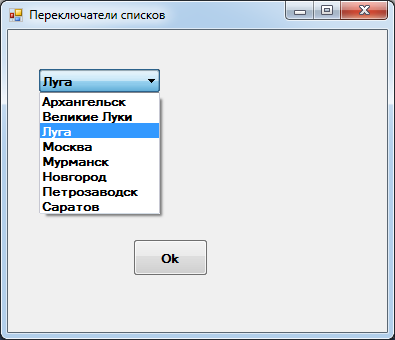 Переключатели списков
Луга
Архангельск
Великие Луки
Луга
Москва
Мурманск
Новгород
Петрозаводск
Саратов
Ok